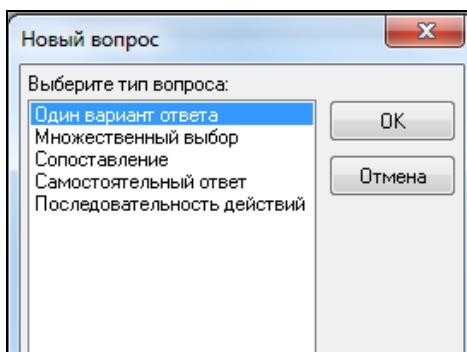 Новый вопрос
Выберите тип вопроса:
Один вариант ответа
Множественный выбор
Сопоставление
Самостоятельный ответ
Последовательность действий
OK
Отмена